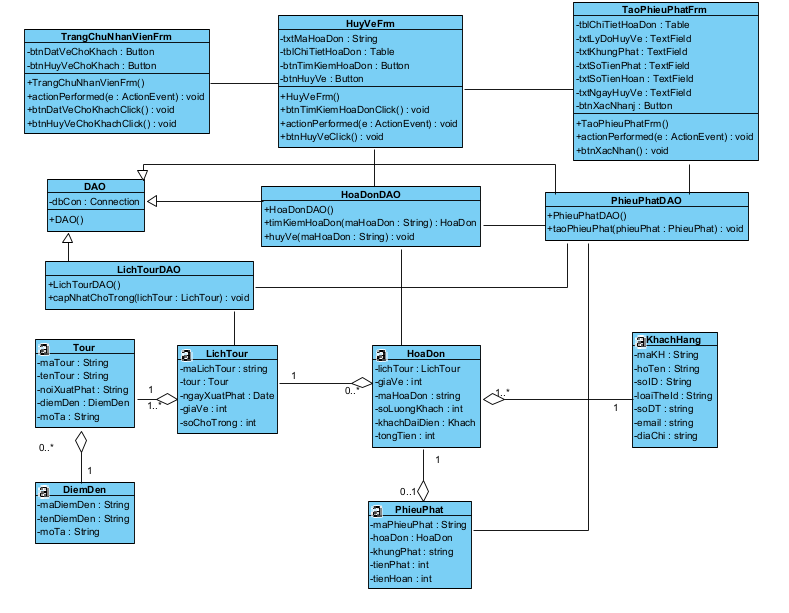 TrangChuNhanVienFrm
-btnDatVeChoKhach : Button
-btnHuyVeChoKhach : Button
+TrangChuNhanVienFrm()
+actionPerformed(e : ActionEvent) : void
+btnDatVeChoKhachClick() : void
+btnHuyVeChoKhachClick() : void
HuyVeFrm
-txtMaHoaDon : String
-tblChiTietHoaDon : Table
-btnTimKiemHoaDon : Button
-btnHuyVe : Button
+HuyVeFrm()
+btnTimKiemHoaDonClick() : void
+actionPerformed(e : ActionEvent) : void
+btnHuyVeClick() : void
TaoPhieuPhatFrm
-tblChiTietHoaDon : Table
-txtLyDoHuyVe : TextField
-txtKhungPhat : TextField
-txtSoTienPhat : TextField
-txtSoTienHoan : TextField
-txtNgayHuyVe : TextField
-btnXacNhanj : Button
+TaoPhieuPhatFrm()
+actionPerformed(e : ActionEvent) : void
+btnXacNhan() : void
DAO
-dbCon : Connection
+DAO()
HoaDonDAO
+HoaDonDAO()
+timKiemHoaDon(maHoaDon : String) : HoaDon
+huyVe(maHoaDon : String) : void
PhieuPhatDAO
+PhieuPhatDAO()
+taoPhieuPhat(phieuPhat : PhieuPhat) : void
LichTourDAO
+LichTourDAO()
+capNhatChoTrong(lichTour : LichTour) : void
a Tour
-maTour : String
-tenTour : String
-noiXuatPhat : String
-diemDen : DiemDen
-moTa : String
1
1..*
a LichTour
-maLichTour : string
-tour : Tour
-ngayXuatPhat : Date
-giaVe : int
-soChoTrong : int
1
0..*
a HoaDon
-lichTour : LichTour
-giaVe : int
-maHoaDon : string
-soLuongKhach : int
-khachDaiDien : Khach
-tongTien : int
1..*
1
a KhachHang
-maKH : String
-hoTen : String
-soID : String
-loaiTheId : String
-soDT : String
-email : string
-diaChi : string
0..*
1
a DiemDen
-maDiemDen : String
-tenDiemDen : String
-moTa : String
1
0..1
a PhieuPhat
-maPhieuPhat : String
-hoaDon : HoaDon
-khungPhat : string
-tienPhat : int
-tienHoan : int